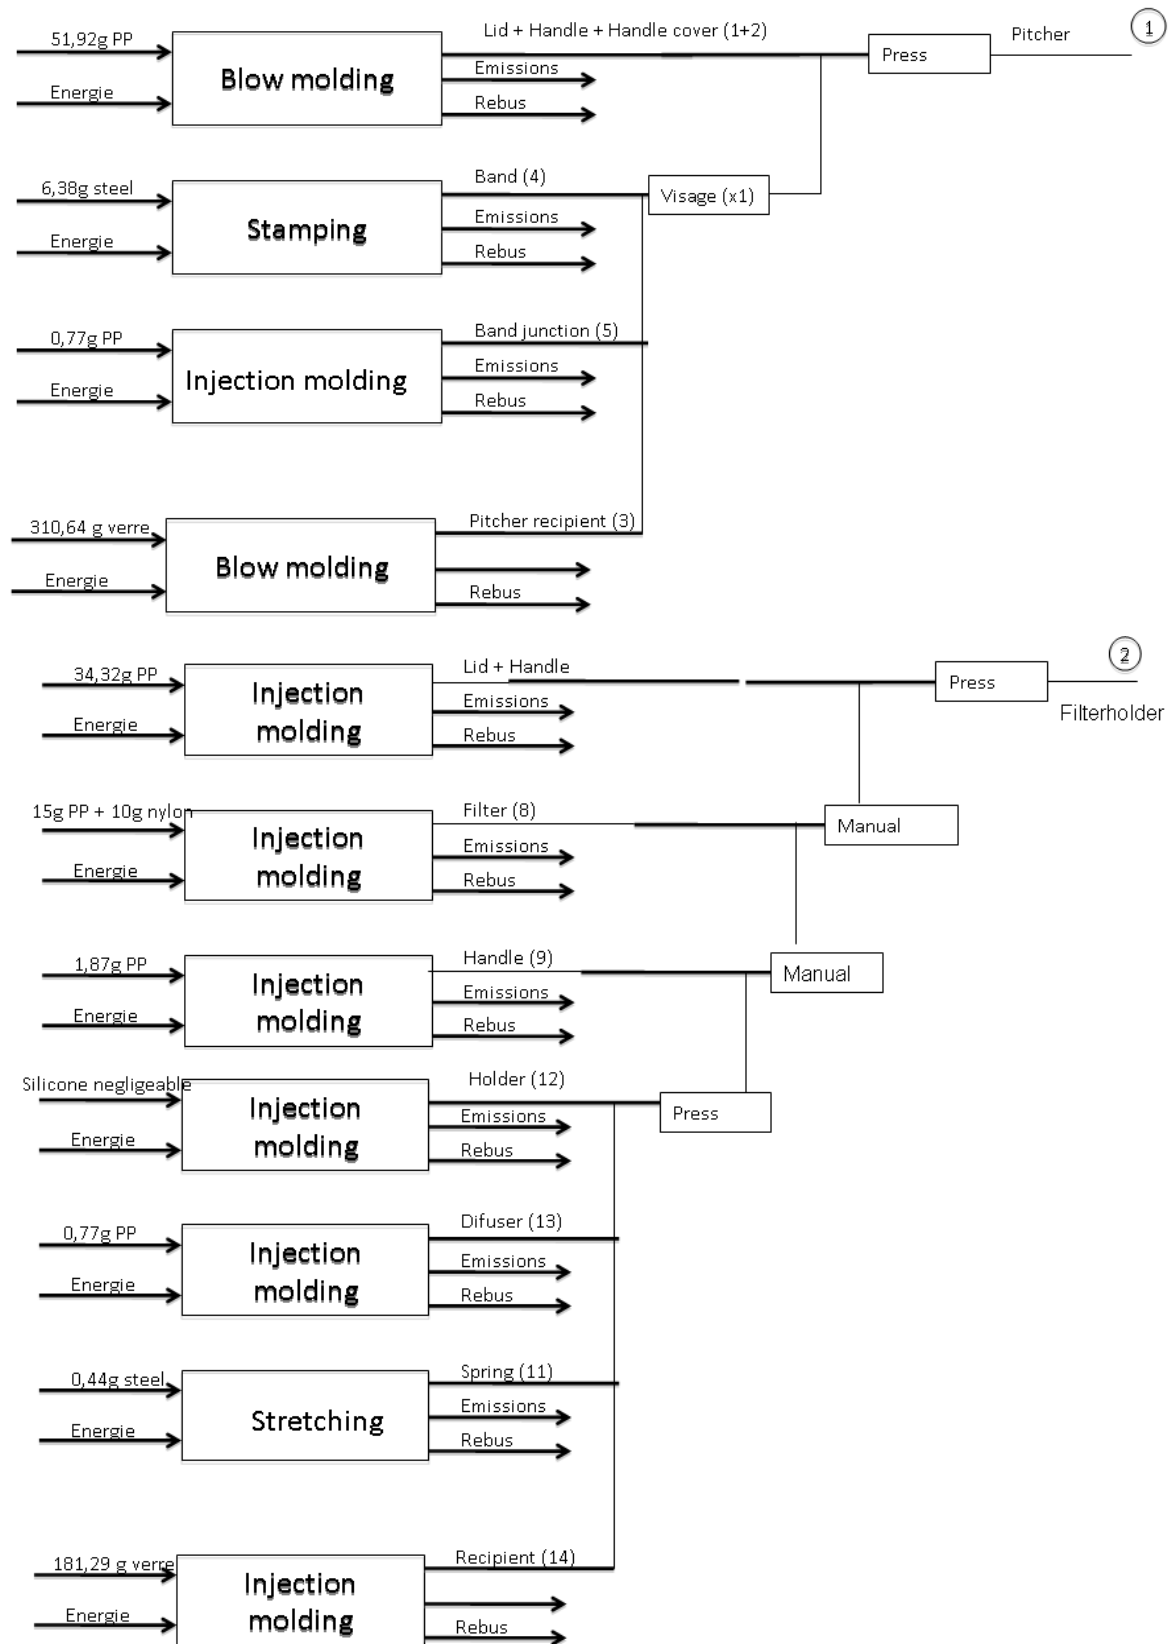 51,92g PP
Energie
Blow molding
Lid + Handle + Handle cover (1+2)
Emissions
Rebus
Press
Pitcher
1
6,38g steel
Energie
Stamping
Band (4)
Emissions
Rebus
Visage (x1)
0,77g PP
Energie
Injection molding
Band junction (5)
Emissions
Rebus
310,64 g verre
Energie
Blow molding
Pitcher recipient (3)
Rebus
34,32g PP
Energie
Injection
molding
Lid + Handle
Emissions
Rebus
Press
2
Filterholder
15g PP + 10g nylon
Energie
Injection
molding
Filter (8)
Emissions
Rebus
Manual
1,87g PP
Energie
Injection
molding
Handle (9)
Emissions
Rebus
Manual
Silicone negligeable
Energie
Injection
molding
Holder (12)
Emissions
Rebus
Press
0,77g PP
Energie
Injection
molding
Difuser (13)
Emissions
Rebus
0,44g steel
Energie
Stretching
Spring (11)
Emissions
Rebus
181,29 g verre
Energie
Injection
molding
Recipient (14)
Rebus